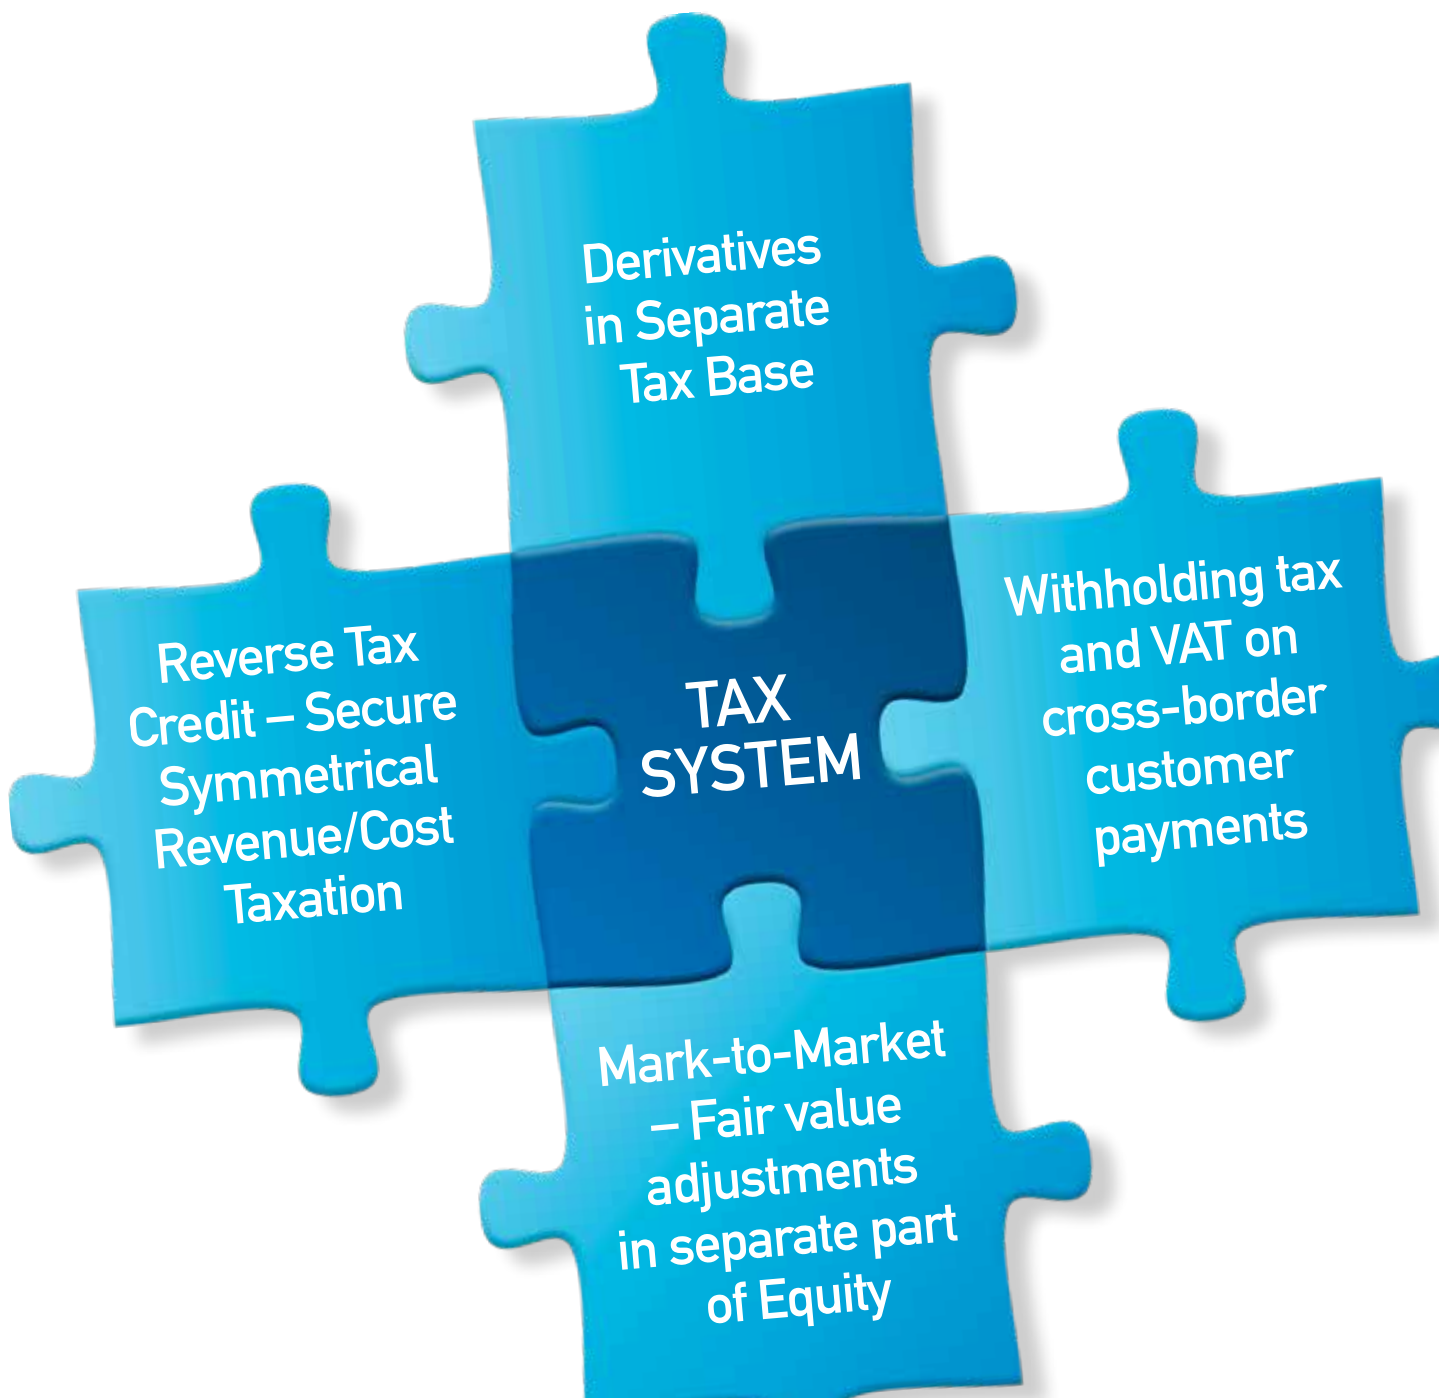 Derivatives
in Separate
Tax Base
Reverse Tax
Credit – Secure
Symmetrical
Revenue/Cost
Taxation
TAX
SYSTEM
Withholding tax
and VAT on
cross-border
customer
payments
Mark-to-Market
– Fair value
adjustments
in separate part
of Equity